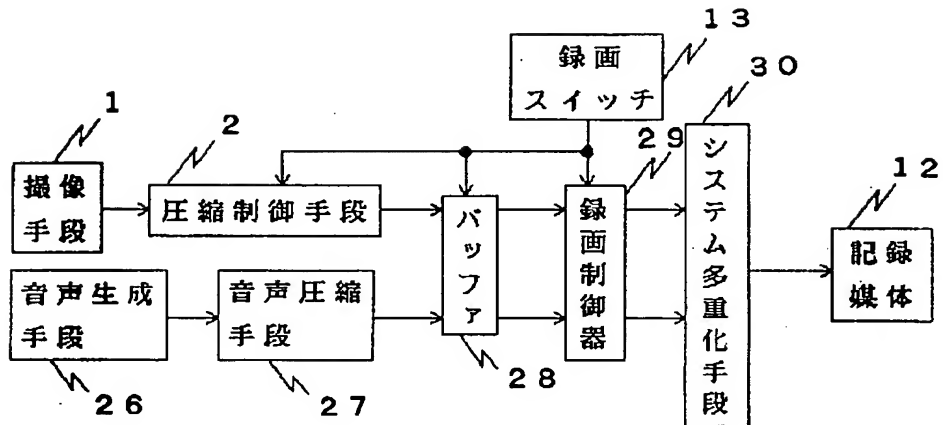 13
録画
スイッチ
30
1
2
29
12
撮像
手段
圧縮制御手段
バッファ
録画制御器
システム多重化手段
記録
媒体
音声生成
手段
音声圧縮
手段
28
26
27